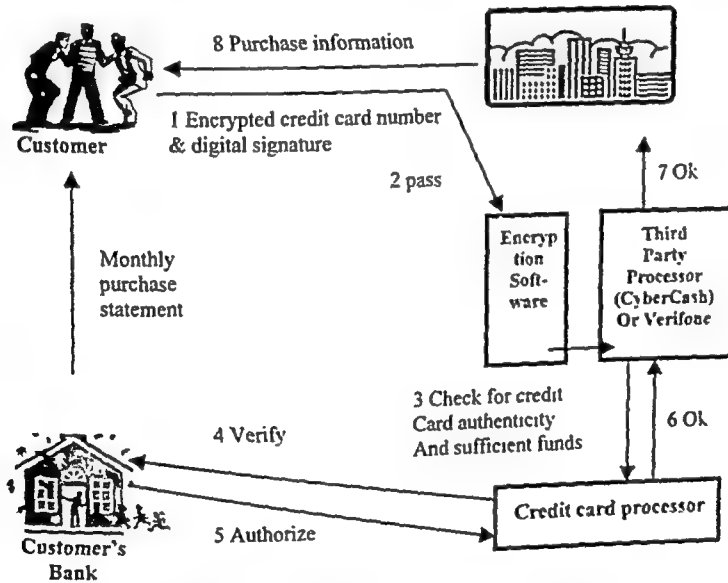 8 Purchase information
1 Encrypted credit card number
& digital signature
Customer
2 pass
7 Ok
Encryp
tion
Soft-
ware
Third
Party
Processor
(CyberCash)
Or Verifone
Monthly
purchase
statement
3 Check for credit
Card authenticity
And sufficient funds
6 Ok
4 Verify
Credit card processor
5 Authorize
Customer's
Bank